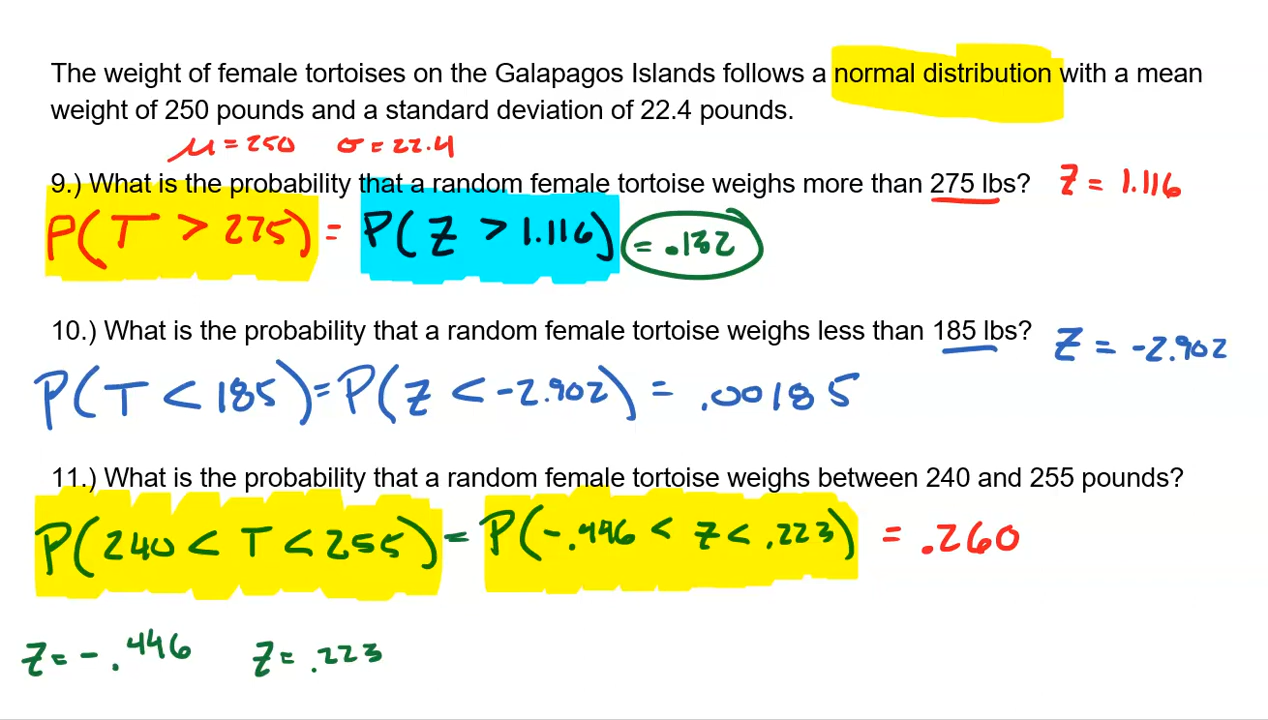 The weight of female tortoises on the Galapagos Islands follows a normal distribution with a mean
weight of 250 pounds and a standard deviation of 22.4 pounds.
μ = 250 σ = 22.4
9.) What is the probability that a random female tortoise weighs more than 275 lbs? Z = 1.116
P(T > 275) = P(Z > 1.116) = .132
10.) What is the probability that a random female tortoise weighs less than 185 lbs? Z = -2.902
P(T < 185) = P(Z < -2.902) = .00185
11.) What is the probability that a random female tortoise weighs between 240 and 255 pounds?
P(240 < T < 255) = P(-.446 < Z < .223) = .260
Z = -.446 Z = .223